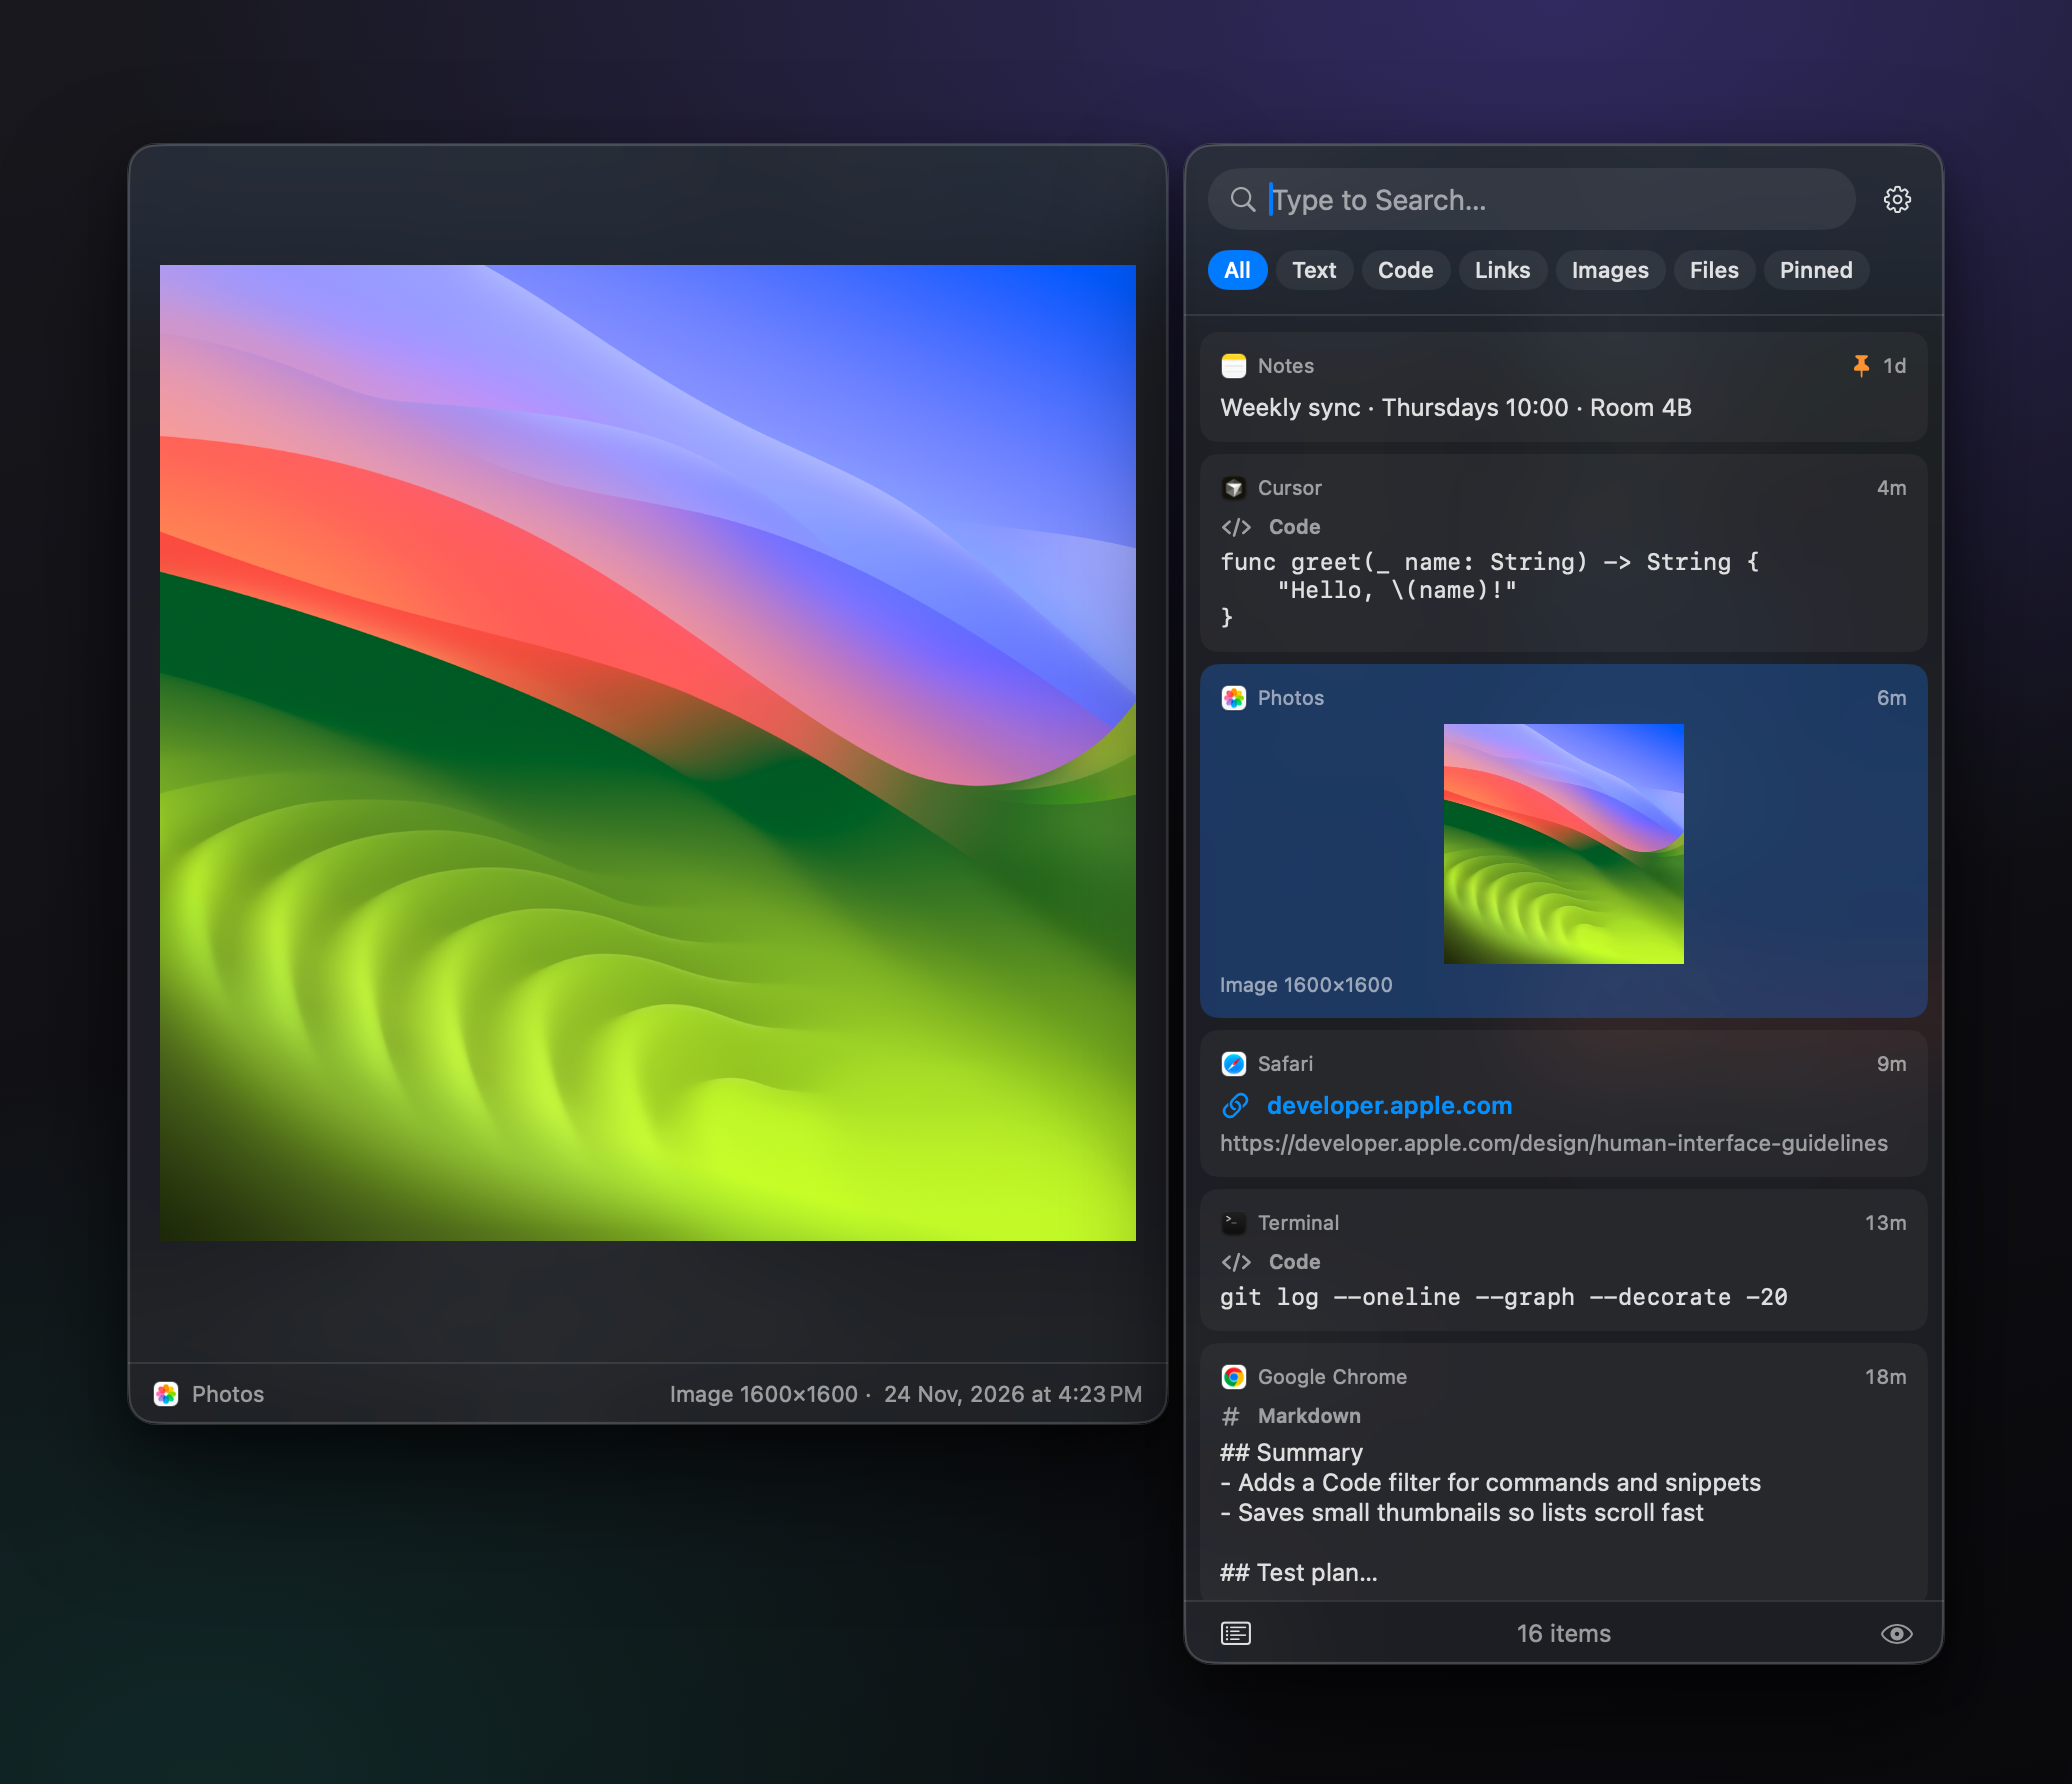 Type to Search...
All Text Code Links Images Files Pinned
Notes 1d
Weekly sync · Thursdays 10:00 · Room 4B
Cursor 4m
</> Code
func greet(_ name: String) -> String {
    "Hello, \(name)!"
}
Photos 6m
Image 1600×1600
Safari 9m
developer.apple.com
https://developer.apple.com/design/human-interface-guidelines
Terminal 13m
</> Code
git log --oneline --graph --decorate -20
Google Chrome 18m
# Markdown
## Summary
- Adds a Code filter for commands and snippets
- Saves small thumbnails so lists scroll fast
## Test plan...
16 items
Photos Image 1600×1600 · 24 Nov, 2026 at 4:23 PM